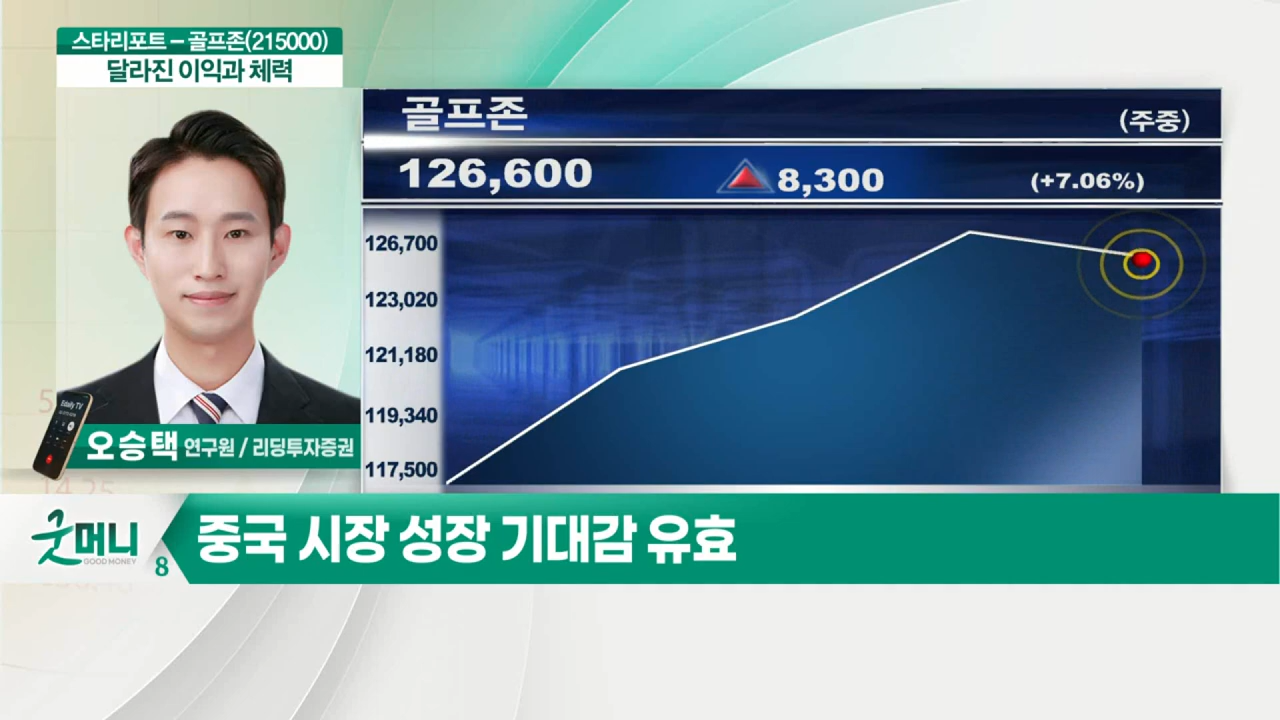 스타리포트 – 골프존(215000)
달라진 이익과 체력
골프존
(주중)
126,600
8,300
(+7.06%)
126,700
123,020
121,180
119,340
117,500
Edaily TV
오승택 연구원 / 리딩투자증권
굿머니
GOOD MONEY
8
중국 시장 성장 기대감 유효